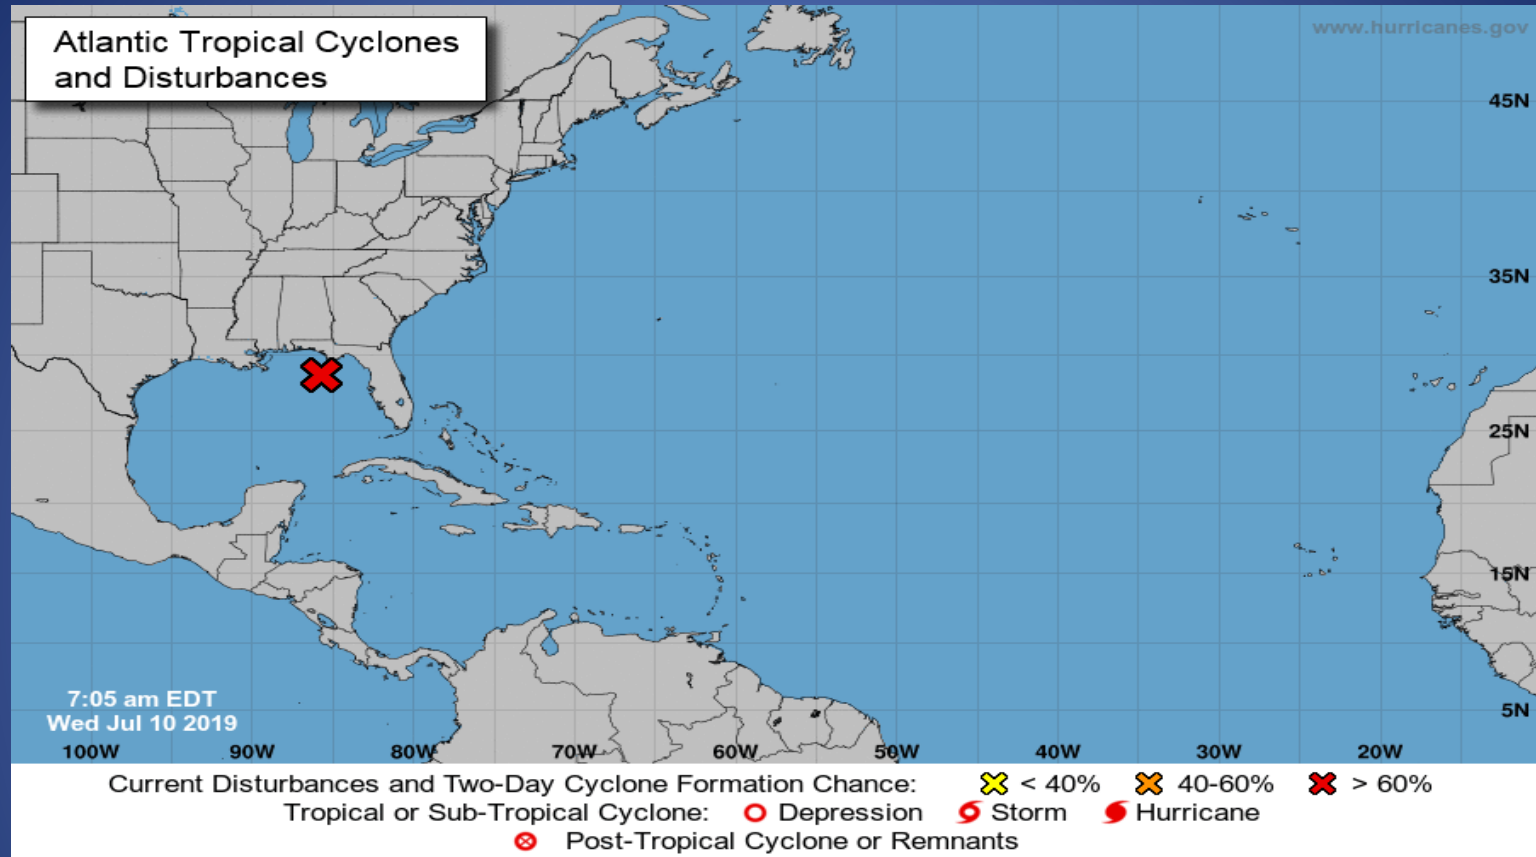 Atlantic Tropical Cyclones
and Disturbances
www.hurricanes.gov
45N
35N
25N
15N
5N
7:05 am EDT
Wed Jul 10 2019
100W 90W 80W 70W 60W 50W 40W 30W 20W
Current Disturbances and Two-Day Cyclone Formation Chance: < 40% 40-60% > 60%
Tropical or Sub-Tropical Cyclone: Depression Storm Hurricane
Post-Tropical Cyclone or Remnants